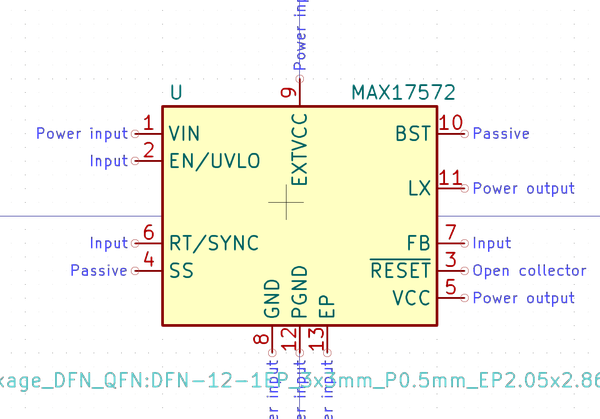 Power in
9
U MAX17572
Power input 1 VIN EXTVCC BST 10 Passive
Input 2 EN/UVLO
LX 11 Power output
Input 6 RT/SYNC FB 7 Input
Passive 4 SS RESET 3 Open collector
GND PGND EP VCC 5 Power output
8 12 13
kage_DFN_QFN:DFN-12-1EP_3x3mm_P0.5mm_EP2.05x2.86
er input er input er input